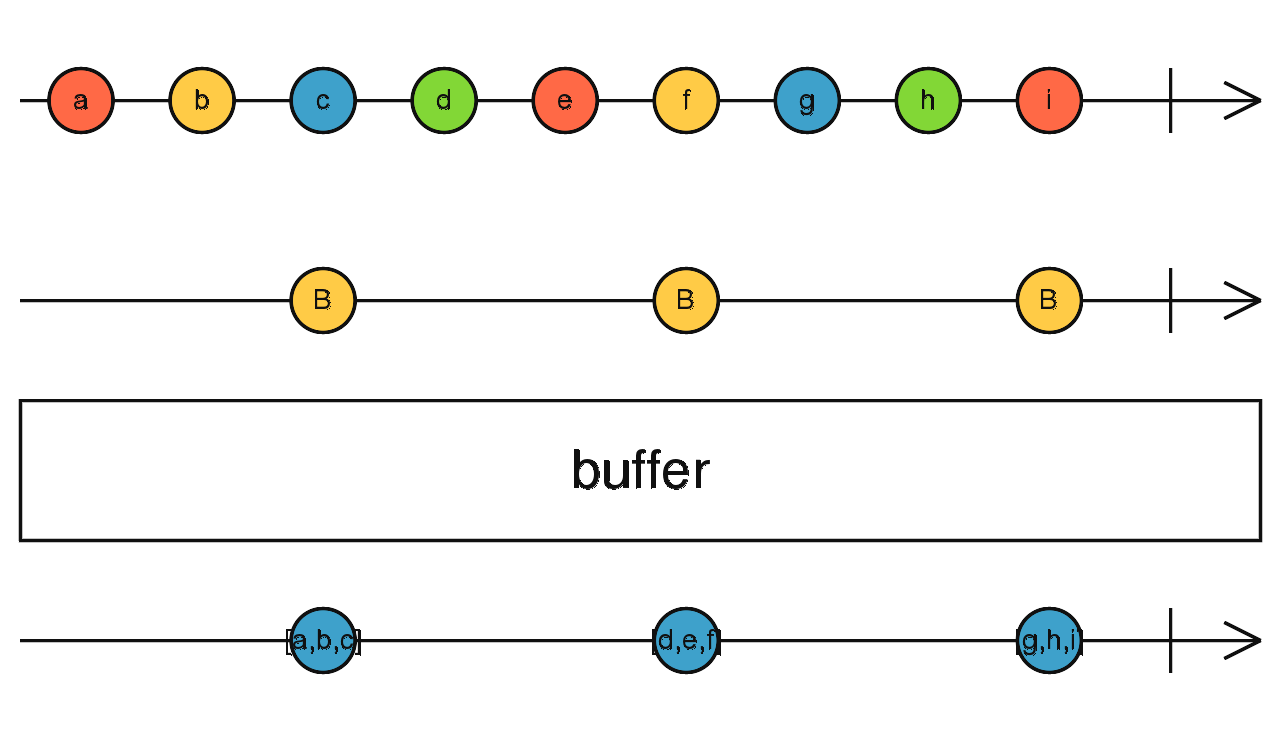 a b c d e f g h i
B B B
buffer
[a,b,c] [d,e,f] [g,h,i]